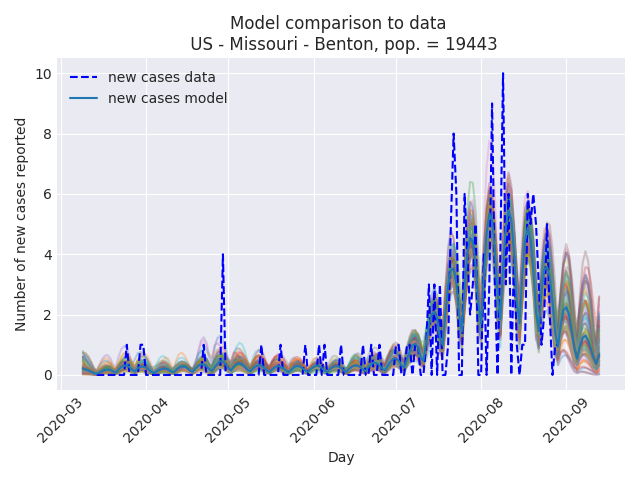 Model comparison to data
US - Missouri - Benton, pop. = 19443
new cases data
new cases model
Number of new cases reported
10
8
6
4
2
0
2020-03
2020-04
2020-05
2020-06
2020-07
2020-08
2020-09
Day